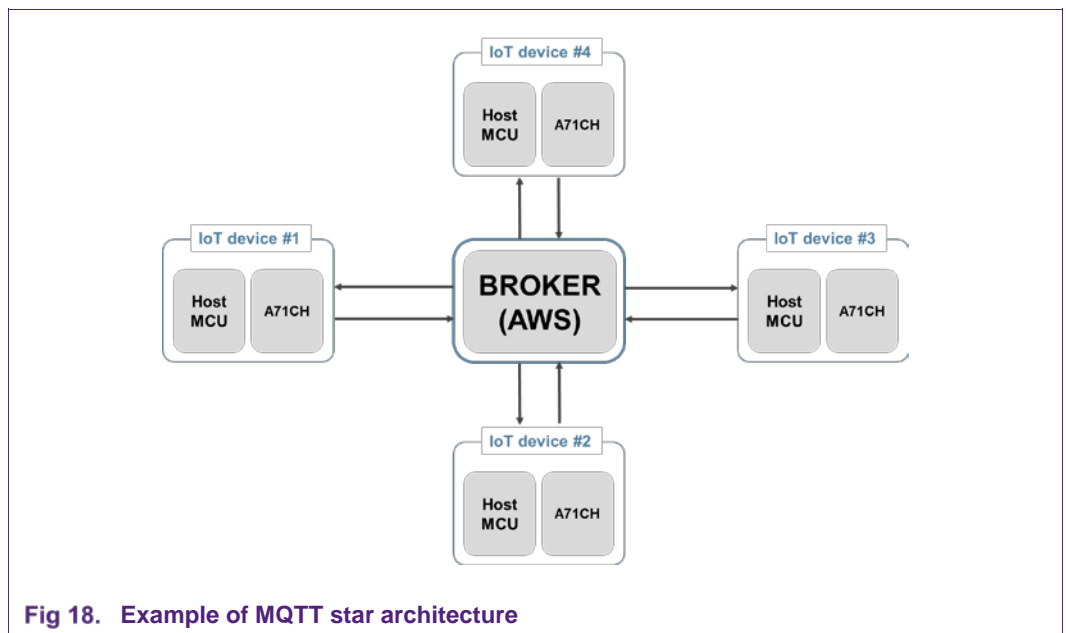 IoT device #4
Host
MCU
A71CH
IoT device #1
Host
MCU
A71CH
BROKER
(AWS)
IoT device #3
Host
MCU
A71CH
IoT device #2
Host
MCU
A71CH
Fig 18. Example of MQTT star architecture